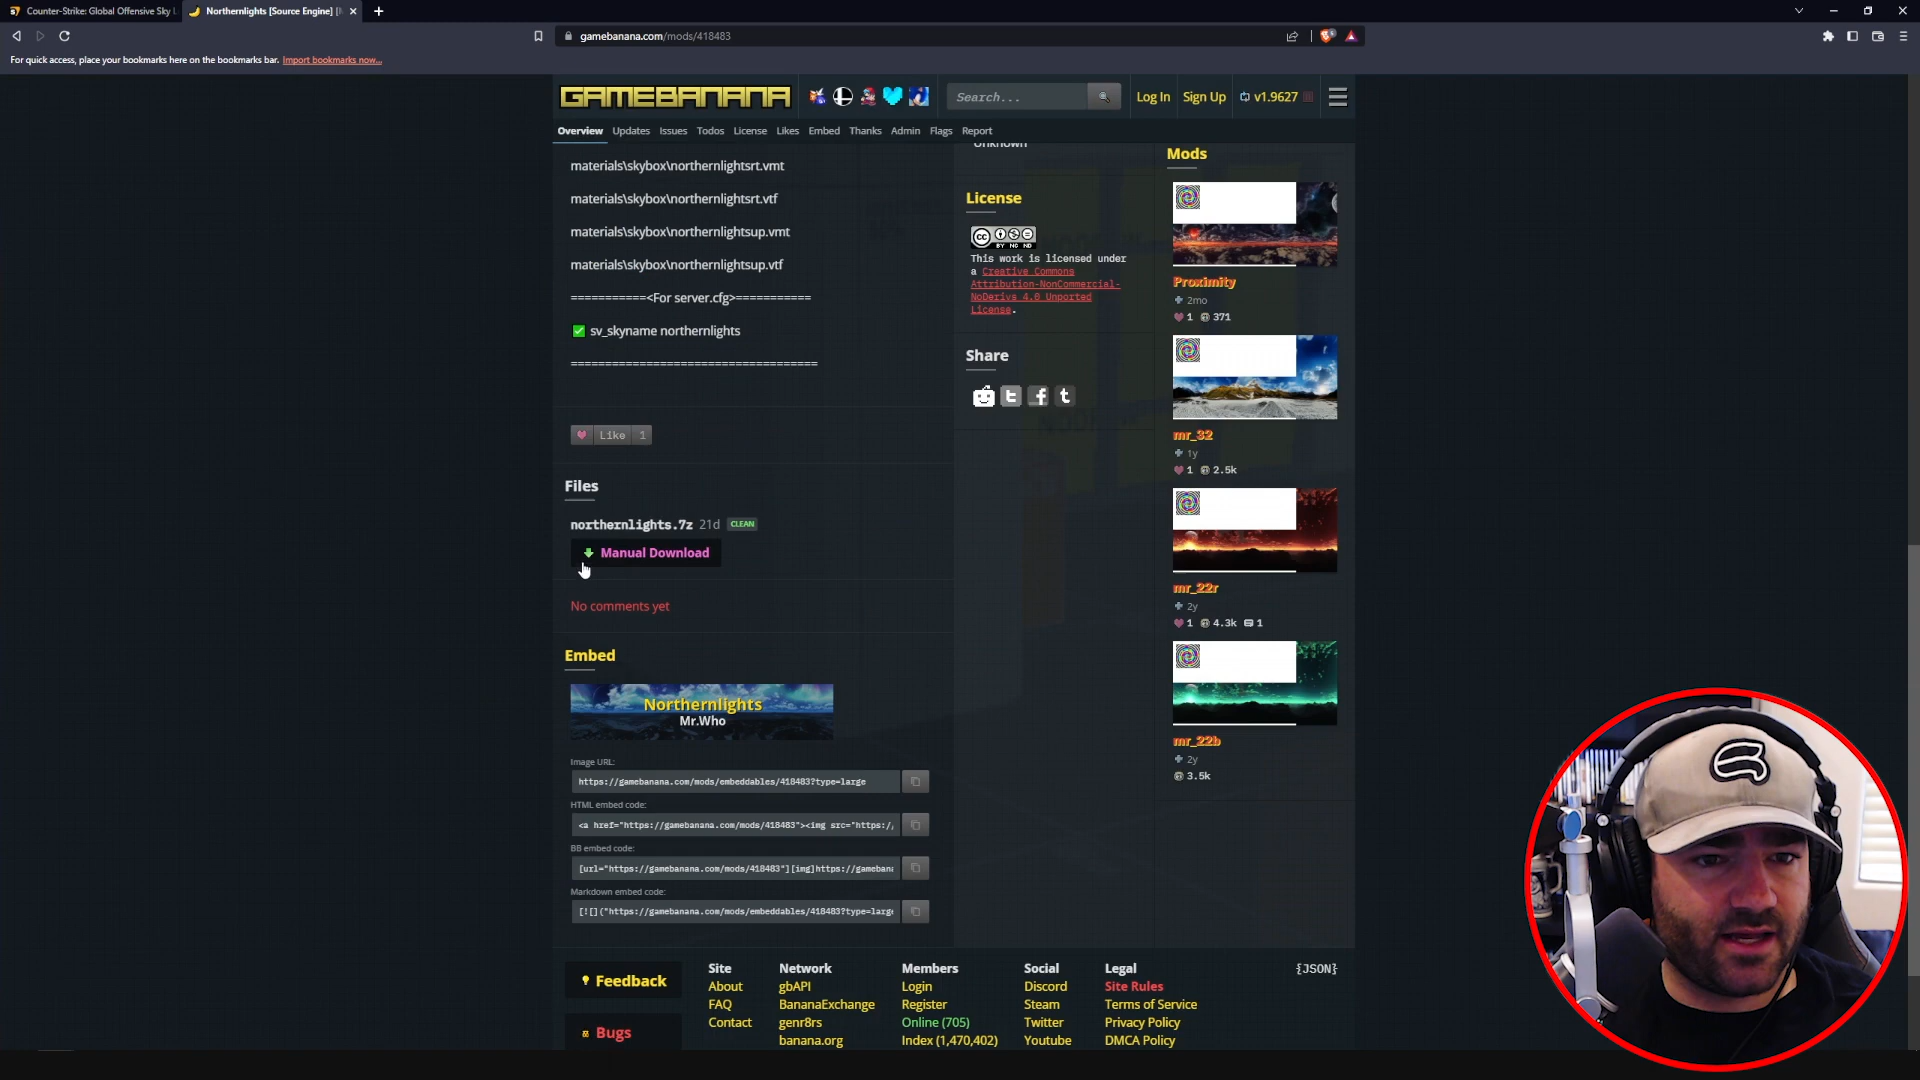 Counter-Strike: Global Offensive Sky
Northernlights [Source Engine] [
gamebanana.com/mods/418483
For quick access, place your bookmarks here on the bookmarks bar. Import bookmarks now...
GAMEBANANA
Search...
Log In
Sign Up
v1.9627
Overview Updates Issues Todos License Likes Embed Thanks Admin Flags Report
materials\skybox\northernlightsrt.vmt
materials\skybox\northernlightsrt.vtf
materials\skybox\northernlightsup.vmt
materials\skybox\northernlightsup.vtf
===========<For server.cfg>===========
✅ sv_skyname northernlights
====================================
Like 1
Files
northernlights.7z 21d CLEAN
Manual Download
No comments yet
Embed
Northernlights
Mr.Who
Image URL:
https://gamebanana.com/mods/embeddables/418483?type=large
HTML embed code:
<a href="https://gamebanana.com/mods/418483"><img src="https:/
BB embed code:
[url="https://gamebanana.com/mods/418483"][img]https://gamebana
Markdown embed code:
[![]("https://gamebanana.com/mods/embeddables/418483?type=large
Unknown
License
CC BY NC ND
This work is licensed under
a Creative Commons
Attribution-NonCommercial-
NoDerivs 4.0 Unported
License.
Share
Mods
Proximity
2mo
1 371
mr_32
1y
1 2.5k
mr_22r
2y
1 4.3k 1
mr_22b
2y
3.5k
Feedback
Bugs
Site
About
FAQ
Contact
Network
gbAPI
BananaExchange
genr8rs
banana.org
Members
Login
Register
Online (705)
Index (1,470,402)
Social
Discord
Steam
Twitter
Youtube
Legal
Site Rules
Terms of Service
Privacy Policy
DMCA Policy
{JSON}